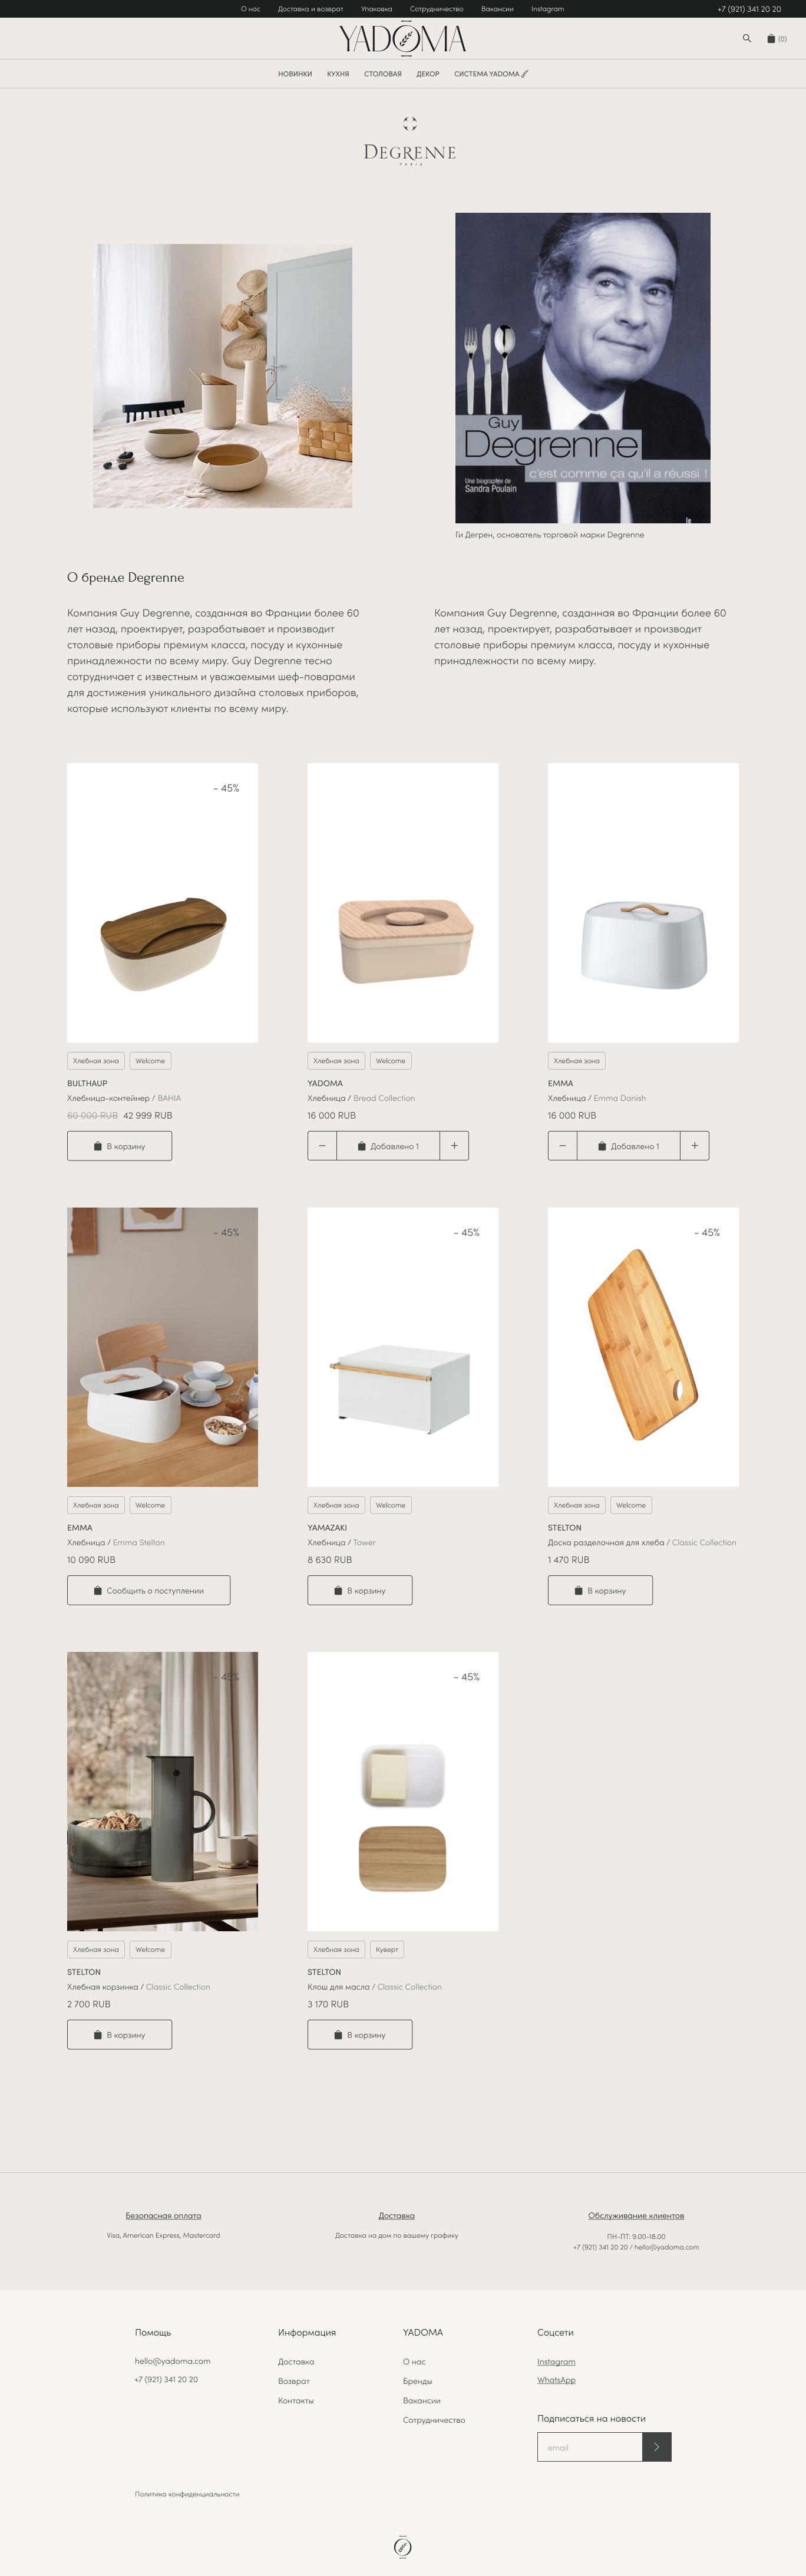 О нас Доставка и возврат Упаковка Сотрудничество Вакансии Instagram +7 (921) 341 20 20
YADOMA
(0)
НОВИНКИ КУХНЯ СТОЛОВАЯ ДЕКОР СИСТЕМА YADOMA
DEGRENNE
PARIS
Guy
Degrenne
c'est comme ça qu'il a réussi !
Une biographie de
Sandra Poulain
Ги Дегрен, основатель торговой марки Degrenne
О бренде Degrenne
Компания Guy Degrenne, созданная во Франции более 60
лет назад, проектирует, разрабатывает и производит
столовые приборы премиум класса, посуду и кухонные
принадлежности по всему миру. Guy Degrenne тесно
сотрудничает с известным и уважаемыми шеф-поварами
для достижения уникального дизайна столовых приборов,
которые используют клиенты по всему миру.
Компания Guy Degrenne, созданная во Франции более 60
лет назад, проектирует, разрабатывает и производит
столовые приборы премиум класса, посуду и кухонные
принадлежности по всему миру.
- 45%
Хлебная зона Welcome
BULTHAUP
Хлебница-контейнер / BAHIA
60 000 RUB 42 999 RUB
В корзину
Хлебная зона Welcome
YADOMA
Хлебница / Bread Collection
16 000 RUB
− Добавлено 1 +
Хлебная зона
EMMA
Хлебница / Emma Danish
16 000 RUB
− Добавлено 1 +
- 45%
Хлебная зона Welcome
EMMA
Хлебница / Emma Stelton
10 090 RUB
Сообщить о поступлении
- 45%
Хлебная зона Welcome
YAMAZAKI
Хлебница / Tower
8 630 RUB
В корзину
- 45%
Хлебная зона Welcome
STELTON
Доска разделочная для хлеба / Classic Collection
1 470 RUB
В корзину
- 45%
Хлебная зона Welcome
STELTON
Хлебная корзинка / Classic Collection
2 700 RUB
В корзину
- 45%
Хлебная зона Куверт
STELTON
Клош для масла / Classic Collection
3 170 RUB
В корзину
Безопасная оплата
Visa, American Express, Mastercard
Доставка
Доставка на дом по вашему графику
Обслуживание клиентов
ПН-ПТ: 9.00-18.00
+7 (921) 341 20 20 / hello@yadoma.com
Помощь
hello@yadoma.com
+7 (921) 341 20 20
Информация
Доставка
Возврат
Контакты
YADOMA
О нас
Бренды
Вакансии
Сотрудничество
Соцсети
Instagram
WhatsApp
Подписаться на новости
email
Политика конфиденциальности